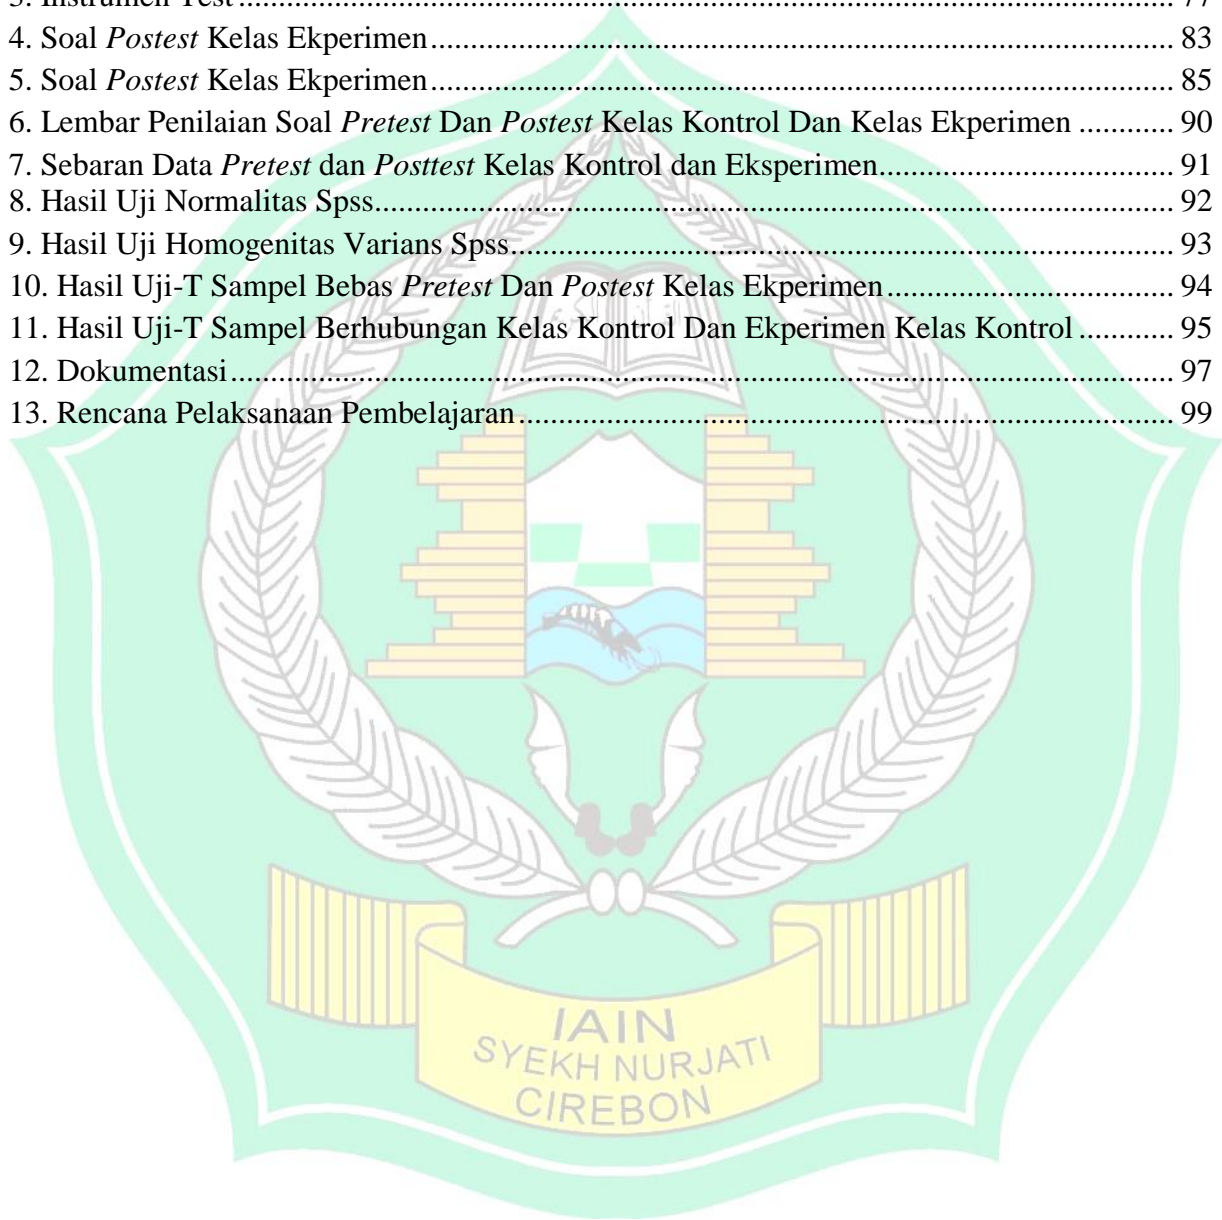 3. Instrumen Test ........ 77
4. Soal Postest Kelas Ekperimen ........ 83
5. Soal Postest Kelas Ekperimen ........ 85
6. Lembar Penilaian Soal Pretest Dan Postest Kelas Kontrol Dan Kelas Ekperimen ........ 90
7. Sebaran Data Pretest dan Posttest Kelas Kontrol dan Eksperimen ........ 91
8. Hasil Uji Normalitas Spss ........ 92
9. Hasil Uji Homogenitas Varians Spss ........ 93
10. Hasil Uji-T Sampel Bebas Pretest Dan Postest Kelas Ekperimen ........ 94
11. Hasil Uji-T Sampel Berhubungan Kelas Kontrol Dan Ekperimen Kelas Kontrol ........ 95
12. Dokumentasi ........ 97
13. Rencana Pelaksanaan Pembelajaran ........ 99
IAIN
SYEKH NURJATI
CIREBON